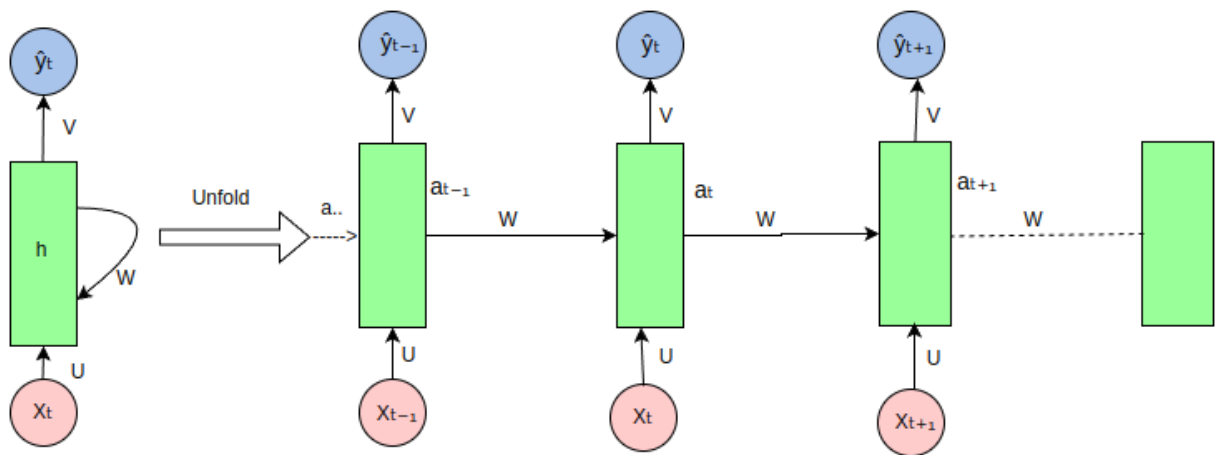 ŷt
V
h
W
U
Xt
Unfold
a..
ŷt−1
V
at−1
W
U
Xt−1
ŷt
V
at
W
U
Xt
ŷt+1
V
at+1
W
U
Xt+1